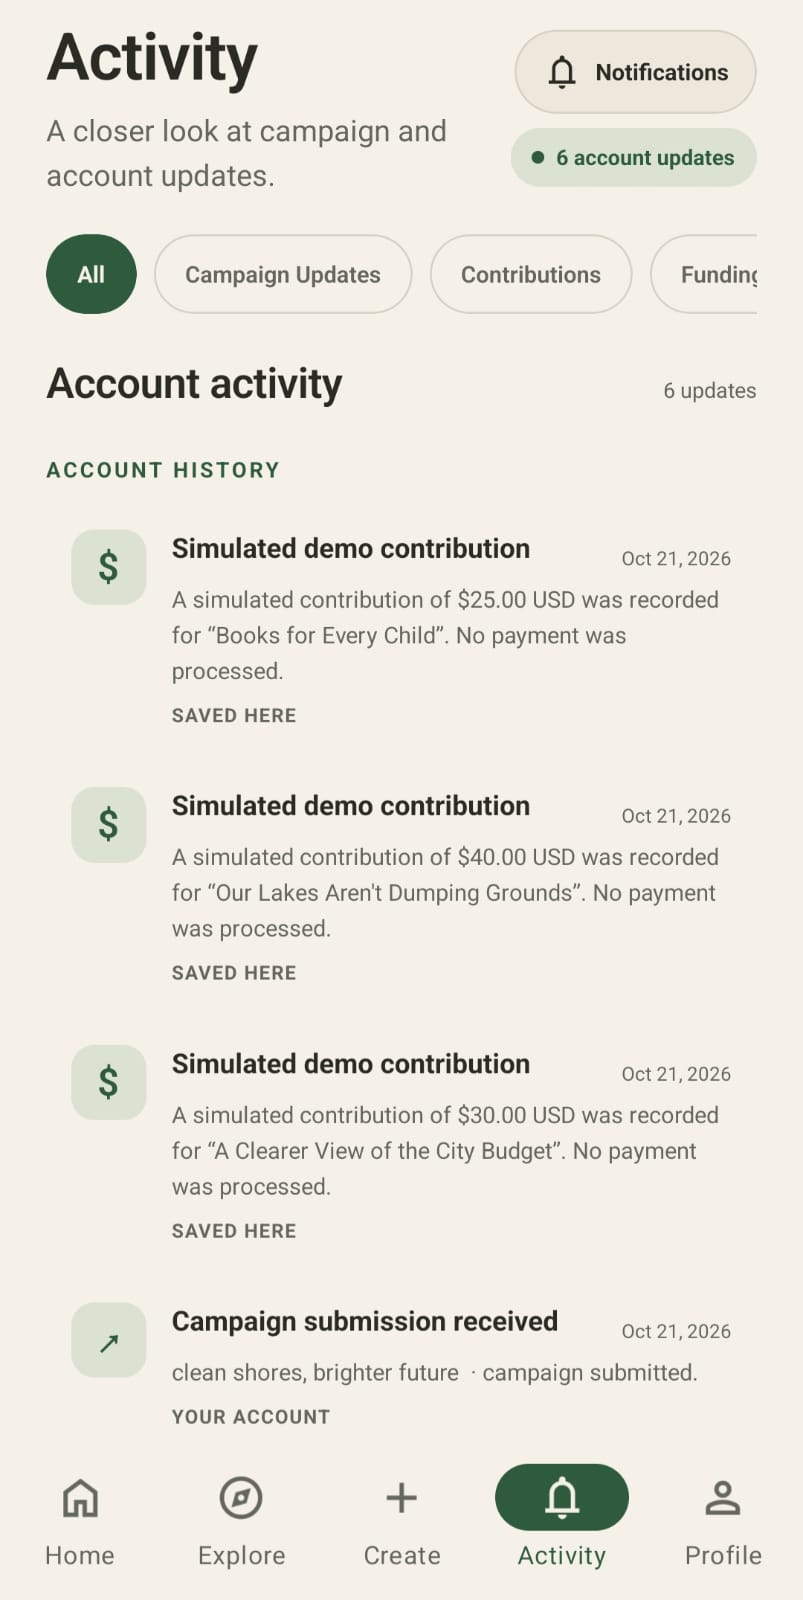 Activity
Notifications
A closer look at campaign and
account updates.
6 account updates
All
Campaign Updates
Contributions
Funding
Account activity
6 updates
ACCOUNT HISTORY
$
Simulated demo contribution
Oct 21, 2026
A simulated contribution of $25.00 USD was recorded
for “Books for Every Child”. No payment was
processed.
SAVED HERE
$
Simulated demo contribution
Oct 21, 2026
A simulated contribution of $40.00 USD was recorded
for “Our Lakes Aren't Dumping Grounds”. No payment
was processed.
SAVED HERE
$
Simulated demo contribution
Oct 21, 2026
A simulated contribution of $30.00 USD was recorded
for “A Clearer View of the City Budget”. No payment
was processed.
SAVED HERE
Campaign submission received
Oct 21, 2026
clean shores, brighter future · campaign submitted.
YOUR ACCOUNT
Home
Explore
Create
Activity
Profile